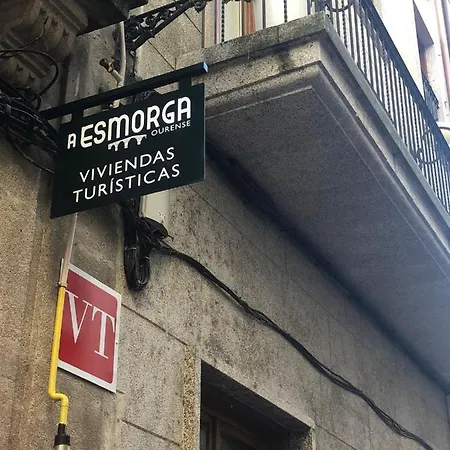 A ESMORGA
OURENSE
VIVIENDAS
TURÍSTICAS
VT